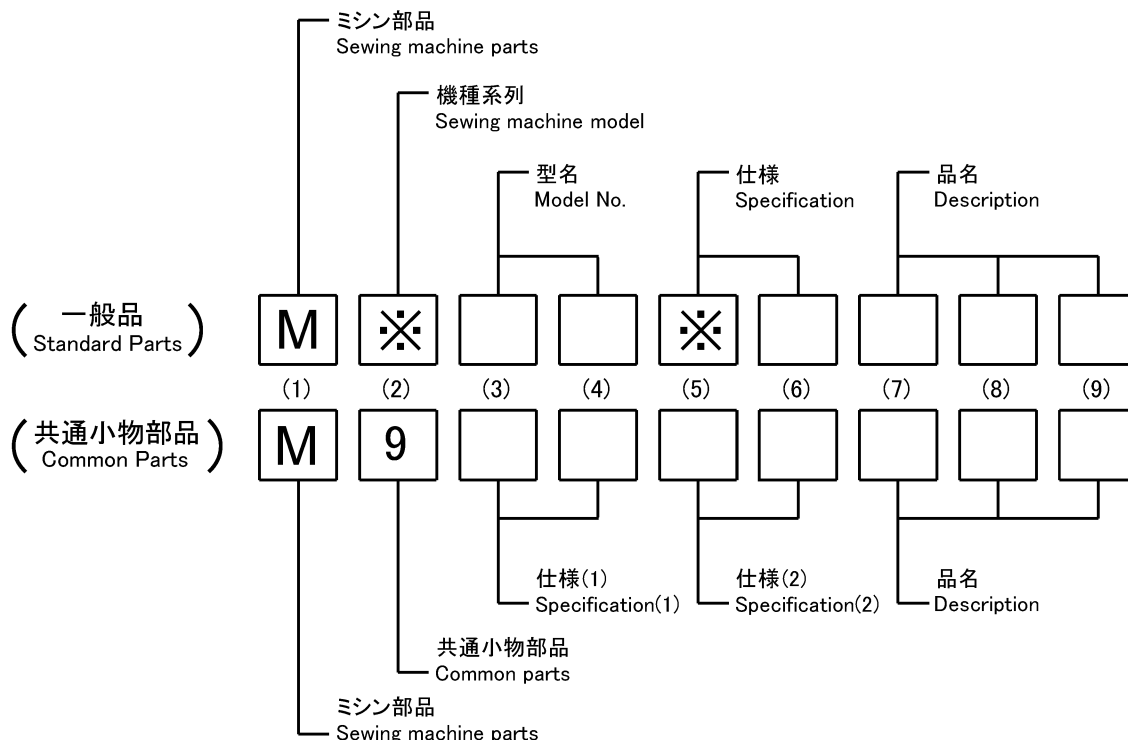 ミシン部品
Sewing machine parts
機種系列
Sewing machine model
型名
Model No.
仕様
Specification
品名
Description
(一般品
Standard Parts)
M ※ ※
(1) (2) (3) (4) (5) (6) (7) (8) (9)
(共通小物部品
Common Parts)
M 9
仕様(1)
Specification(1)
仕様(2)
Specification(2)
品名
Description
共通小物部品
Common parts
ミシン部品
Sewing machine parts